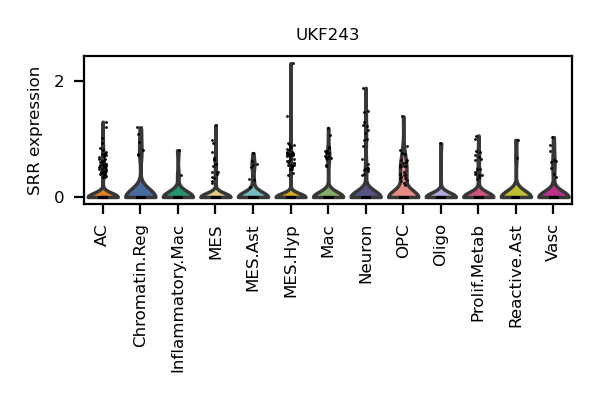 UKF243
SRR expression
2
0
AC
Chromatin.Reg
Inflammatory.Mac
MES
MES.Ast
MES.Hyp
Mac
Neuron
OPC
Oligo
Prolif.Metab
Reactive.Ast
Vasc